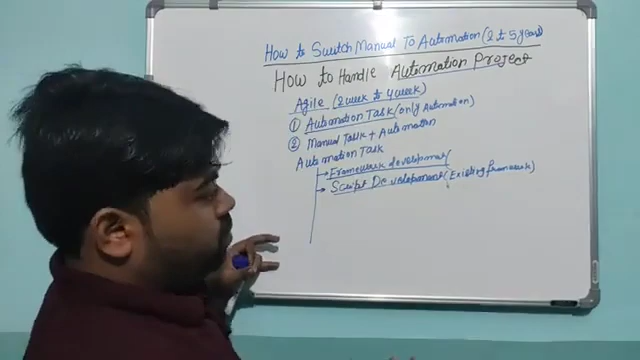 How to Switch Manual To Automation (2 to 5 years)
How to Handle Automation Project
Agile (2 week to 4 week)
① Automation Task (only Automation)
② Manual Task + Automation
Automation Task
→ Framework development (
→ Script Development (Existing framework)